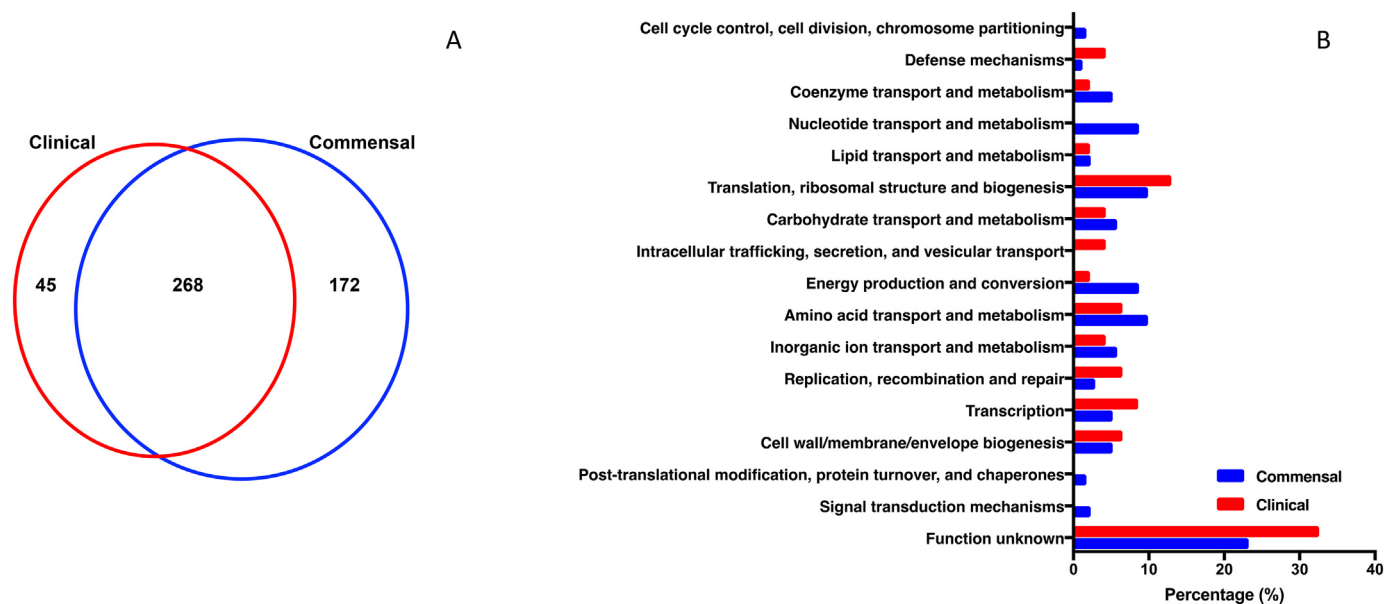 A
Clinical
Commensal
45
268
172
B
Cell cycle control, cell division, chromosome partitioning
Defense mechanisms
Coenzyme transport and metabolism
Nucleotide transport and metabolism
Lipid transport and metabolism
Translation, ribosomal structure and biogenesis
Carbohydrate transport and metabolism
Intracellular trafficking, secretion, and vesicular transport
Energy production and conversion
Amino acid transport and metabolism
Inorganic ion transport and metabolism
Replication, recombination and repair
Transcription
Cell wall/membrane/envelope biogenesis
Post-translational modification, protein turnover, and chaperones
Signal transduction mechanisms
Function unknown
Commensal
Clinical
0 10 20 30 40
Percentage (%)